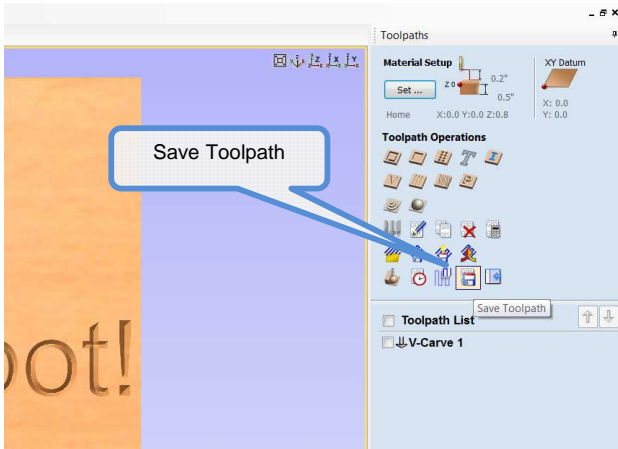 Toolpaths
Material Setup
Set ...
Z 0
0.2"
0.5"
XY Datum
X: 0.0
Y: 0.0
Home X:0.0 Y:0.0 Z:0.8
Toolpath Operations
Save Toolpath
Save Toolpath
Toolpath List
V-Carve 1
oot!